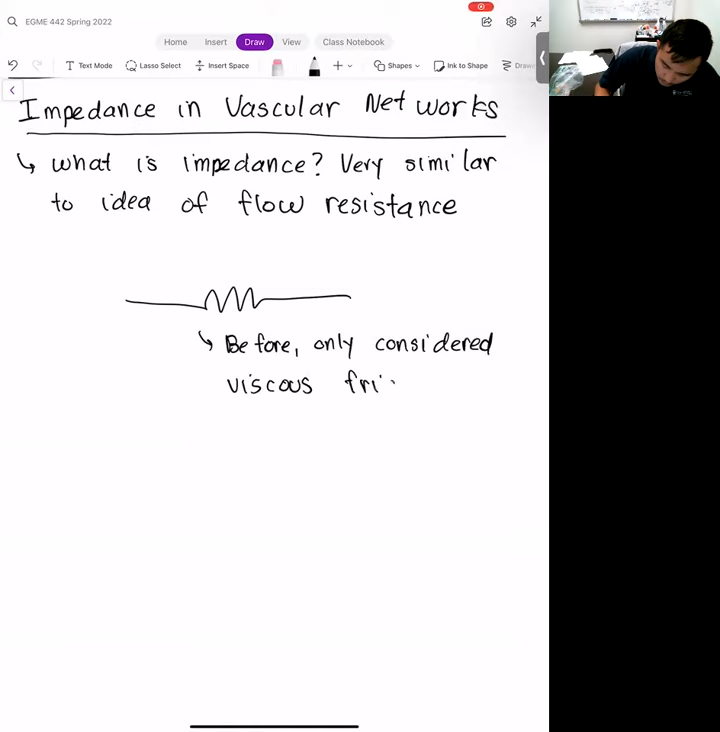 EGME 442 Spring 2022
Home Insert Draw View Class Notebook
Text Mode Lasso Select Insert Space Shapes Ink to Shape Draw
Impedance in Vascular Networks
↳ what is impedance? Very similar
to idea of flow resistance
↳ Before, only considered
viscous fri